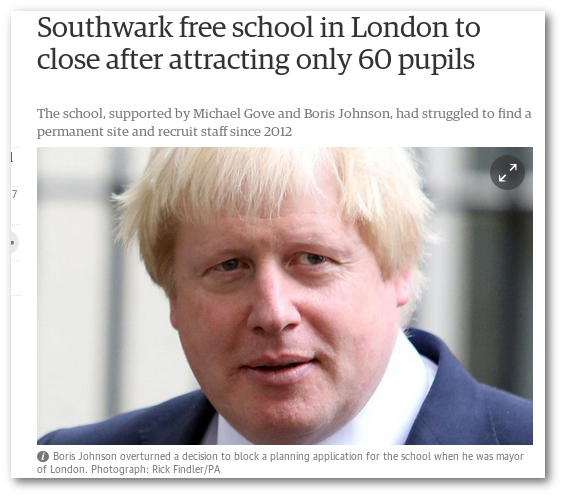 Southwark free school in London to
close after attracting only 60 pupils
The school, supported by Michael Gove and Boris Johnson, had struggled to find a
permanent site and recruit staff since 2012
l
7
i Boris Johnson overturned a decision to block a planning application for the school when he was mayor
of London. Photograph: Rick Findler/PA